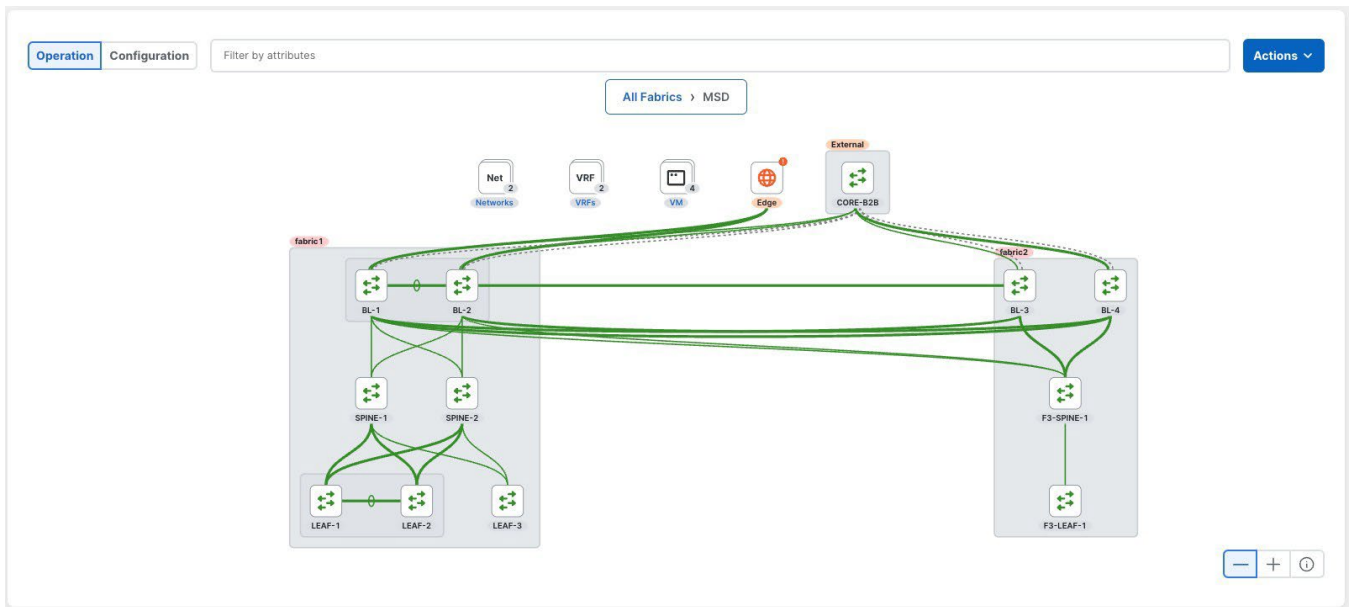 Operation Configuration Filter by attributes Actions
All Fabrics › MSD
External
Net 2 VRF 2 4 !
Networks VRFs VM Edge CORE-B2B
fabric1
fabric2
BL-1 BL-2 BL-3 BL-4
SPINE-1 SPINE-2 F3-SPINE-1
LEAF-1 LEAF-2 LEAF-3 F3-LEAF-1